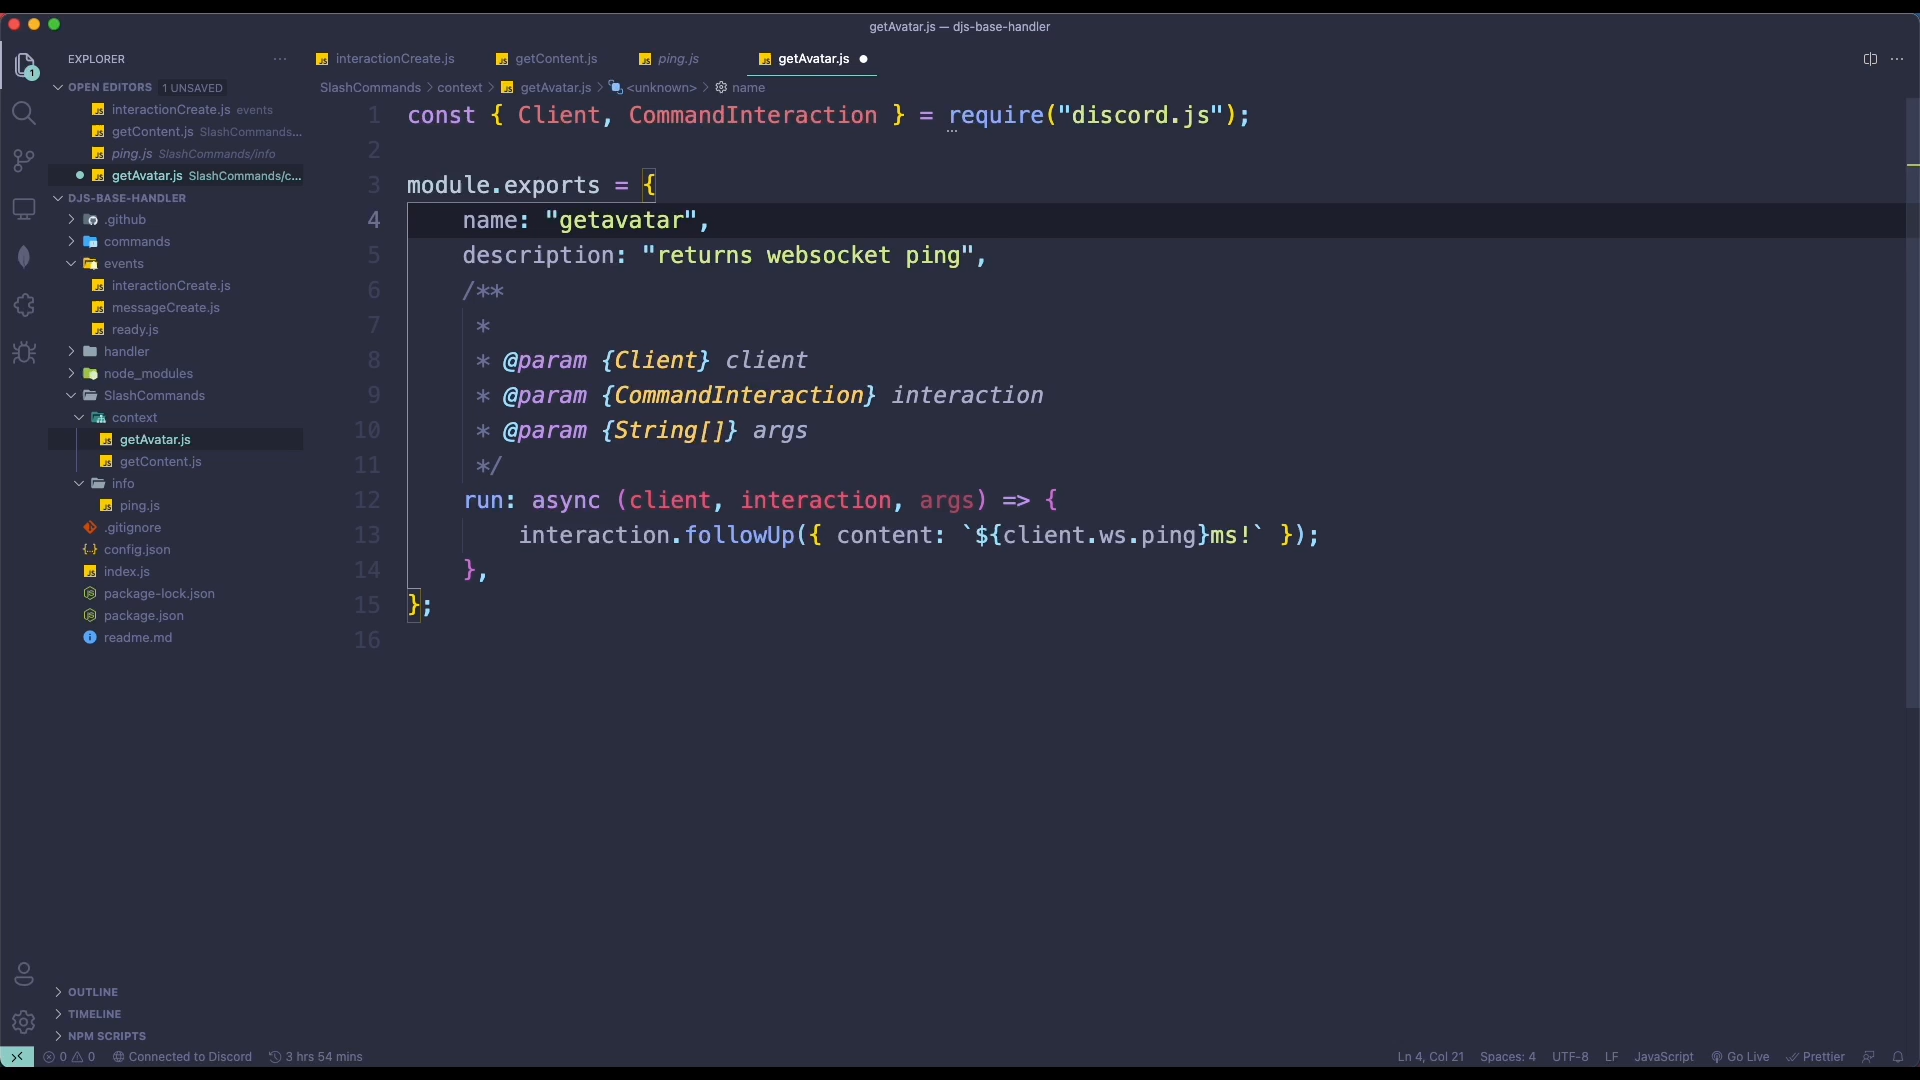 getAvatar.js — djs-base-handler
EXPLORER
interactionCreate.js
getContent.js
ping.js
getAvatar.js
OPEN EDITORS 1 UNSAVED
interactionCreate.js events
getContent.js SlashCommands...
ping.js SlashCommands/info
getAvatar.js SlashCommands/c...
DJS-BASE-HANDLER
.github
commands
events
interactionCreate.js
messageCreate.js
ready.js
handler
node_modules
SlashCommands
context
getAvatar.js
getContent.js
info
ping.js
.gitignore
config.json
index.js
package-lock.json
package.json
readme.md
OUTLINE
TIMELINE
NPM SCRIPTS
SlashCommands > context > getAvatar.js > <unknown> > name
1 const { Client, CommandInteraction } = require("discord.js");
2
3 module.exports = {
4 name: "getavatar",
5 description: "returns websocket ping",
6 /**
7 *
8 * @param {Client} client
9 * @param {CommandInteraction} interaction
10 * @param {String[]} args
11 */
12 run: async (client, interaction, args) => {
13 interaction.followUp({ content: `${client.ws.ping}ms!` });
14 },
15 };
16
0 0 Connected to Discord 3 hrs 54 mins
Ln 4, Col 21 Spaces: 4 UTF-8 LF JavaScript Go Live Prettier
1